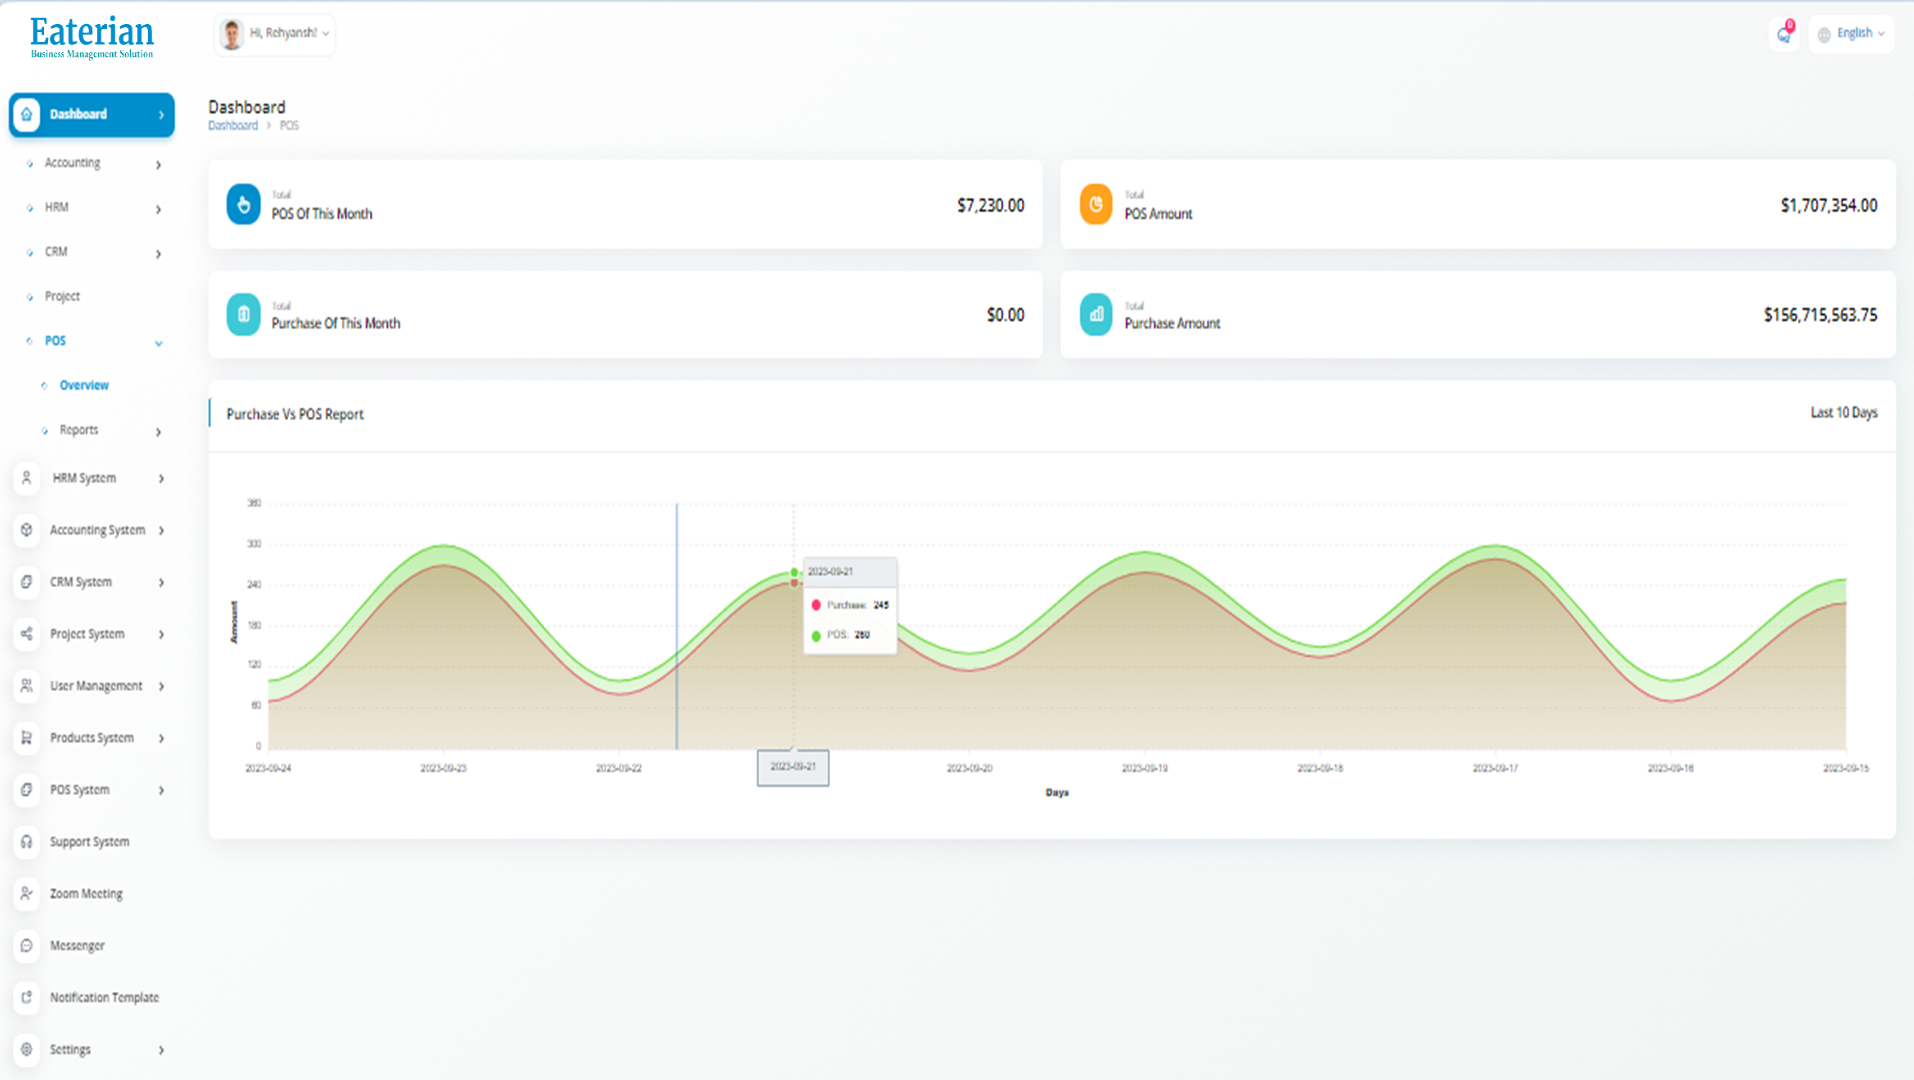 Eaterian
Business Management Solution
Hi, Rehyansh!
0
English
Dashboard
Accounting
HRM
CRM
Project
POS
Overview
Reports
HRM System
Accounting System
CRM System
Project System
User Management
Products System
POS System
Support System
Zoom Meeting
Messenger
Notification Template
Settings
Dashboard
Dashboard > POS
Total
POS Of This Month
$7,230.00
Total
POS Amount
$1,707,354.00
Total
Purchase Of This Month
$0.00
Total
Purchase Amount
$156,715,563.75
Purchase Vs POS Report
Last 10 Days
Amount
360
300
240
180
120
60
0
2023-09-21
Purchase: 245
POS: 260
2023-09-24
2023-09-23
2023-09-22
2023-09-21
2023-09-20
2023-09-19
2023-09-18
2023-09-17
2023-09-16
2023-09-15
Days